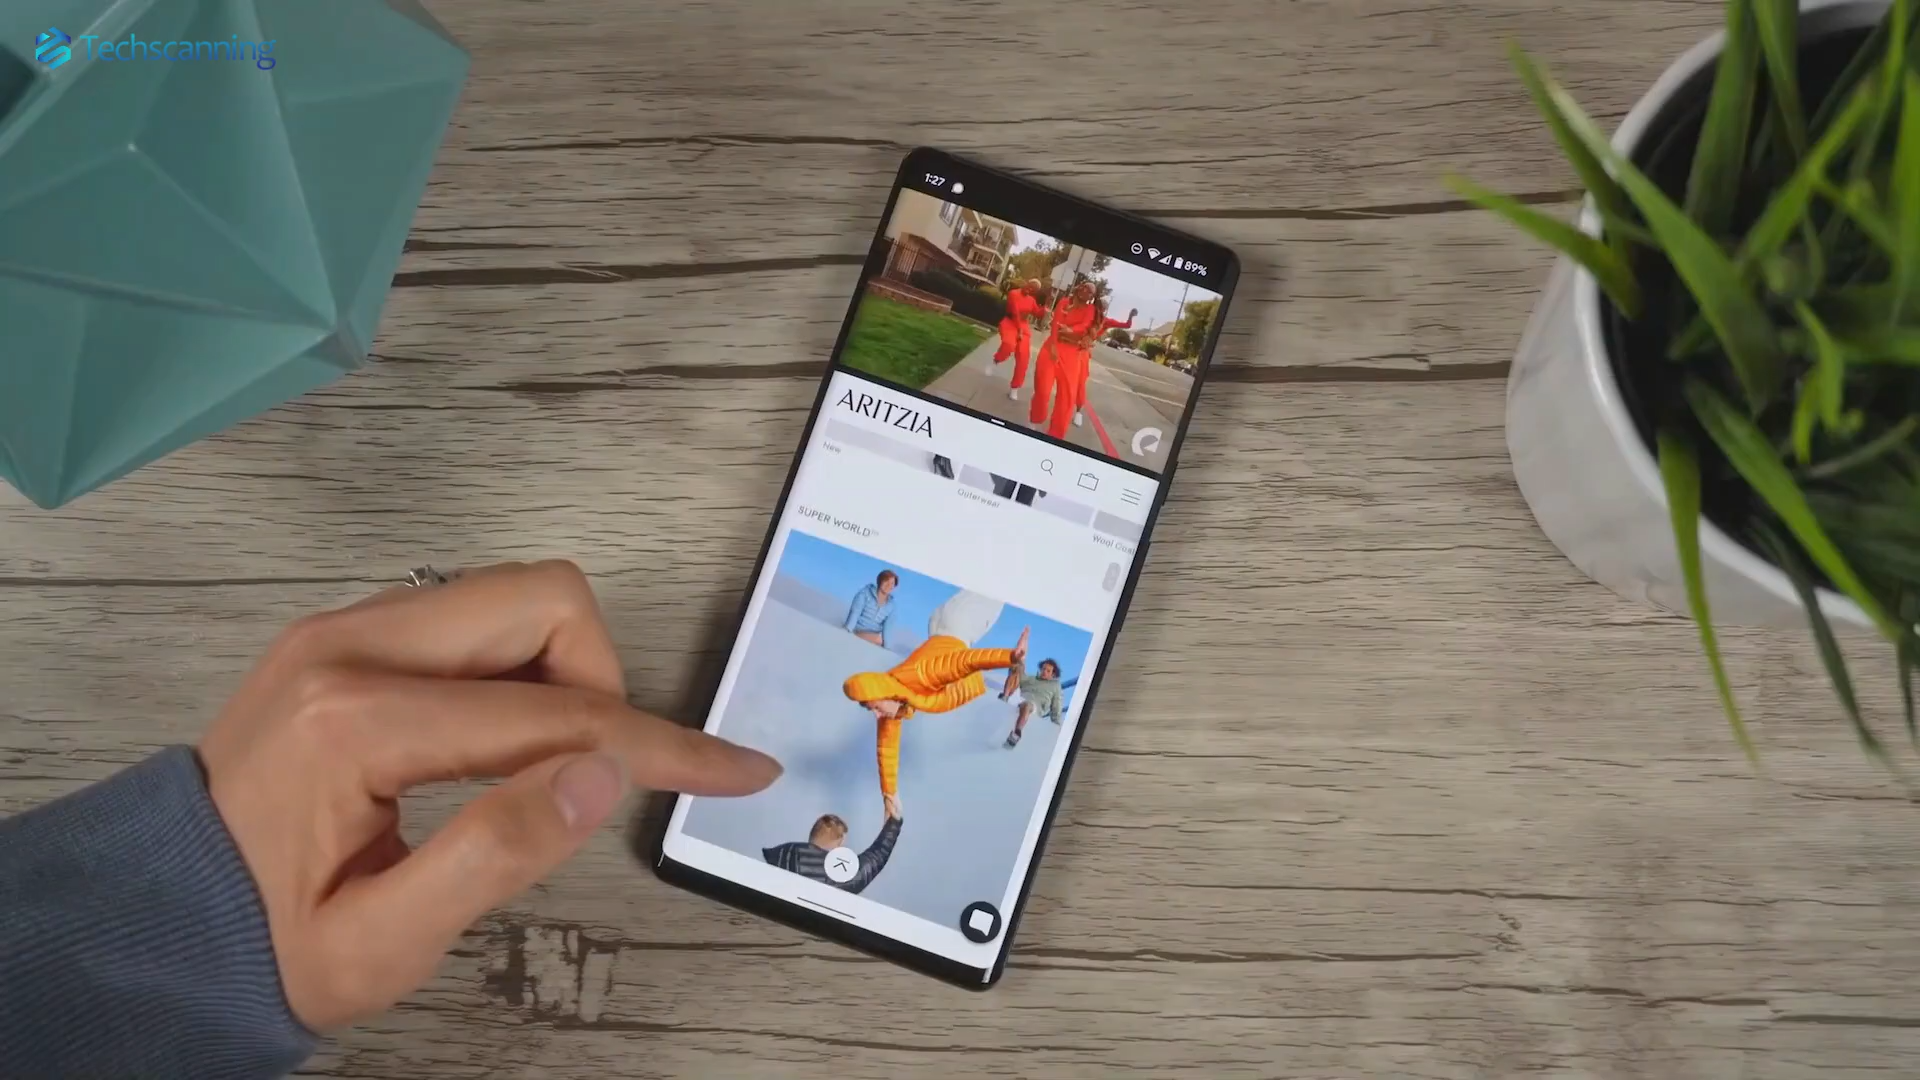 Techscanning
1:27
89%
ARITZIA
New
Outerwear
Wool Coat
SUPER WORLD™